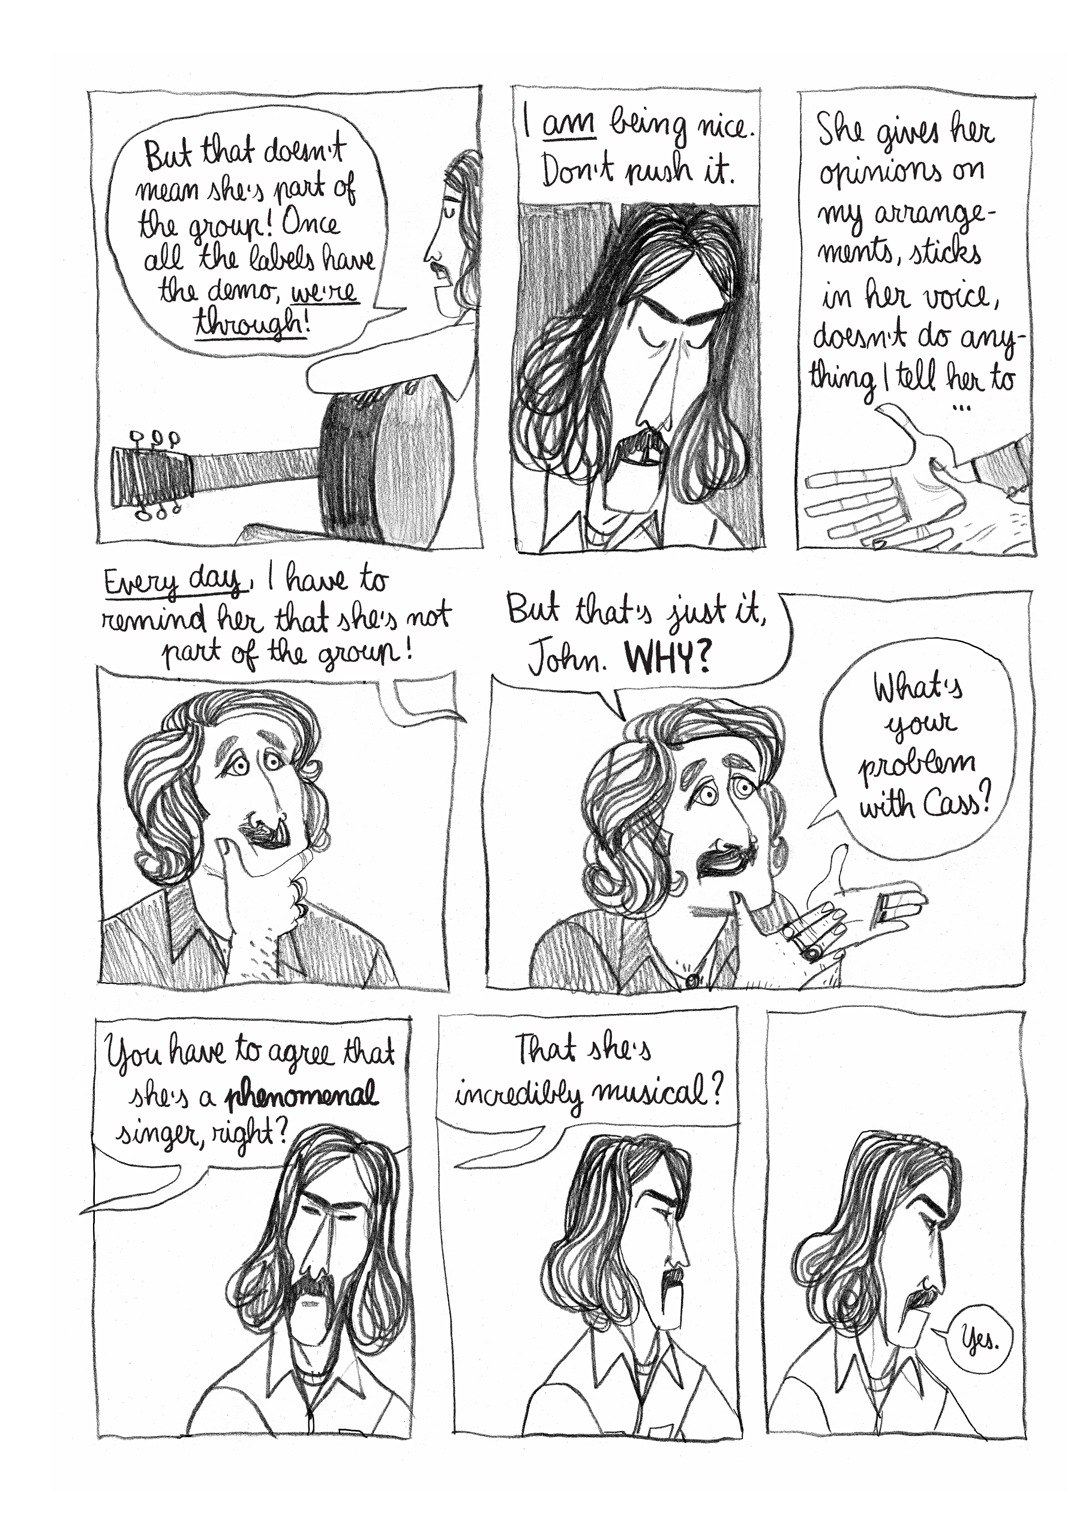 But that doesn't
mean she's part of
the group! Once
all the labels have
the demo, we're
through!
I am being nice.
Don't push it.
She gives her
opinions on
my arrange-
ments, sticks
in her voice,
doesn't do any-
thing I tell her to
...
Every day, I have to
remind her that she's not
part of the group!
But that's just it,
John. WHY?
What's
your
problem
with Cass?
You have to agree that
she's a phenomenal
singer, right?
That she's
incredibly musical?
Yes.